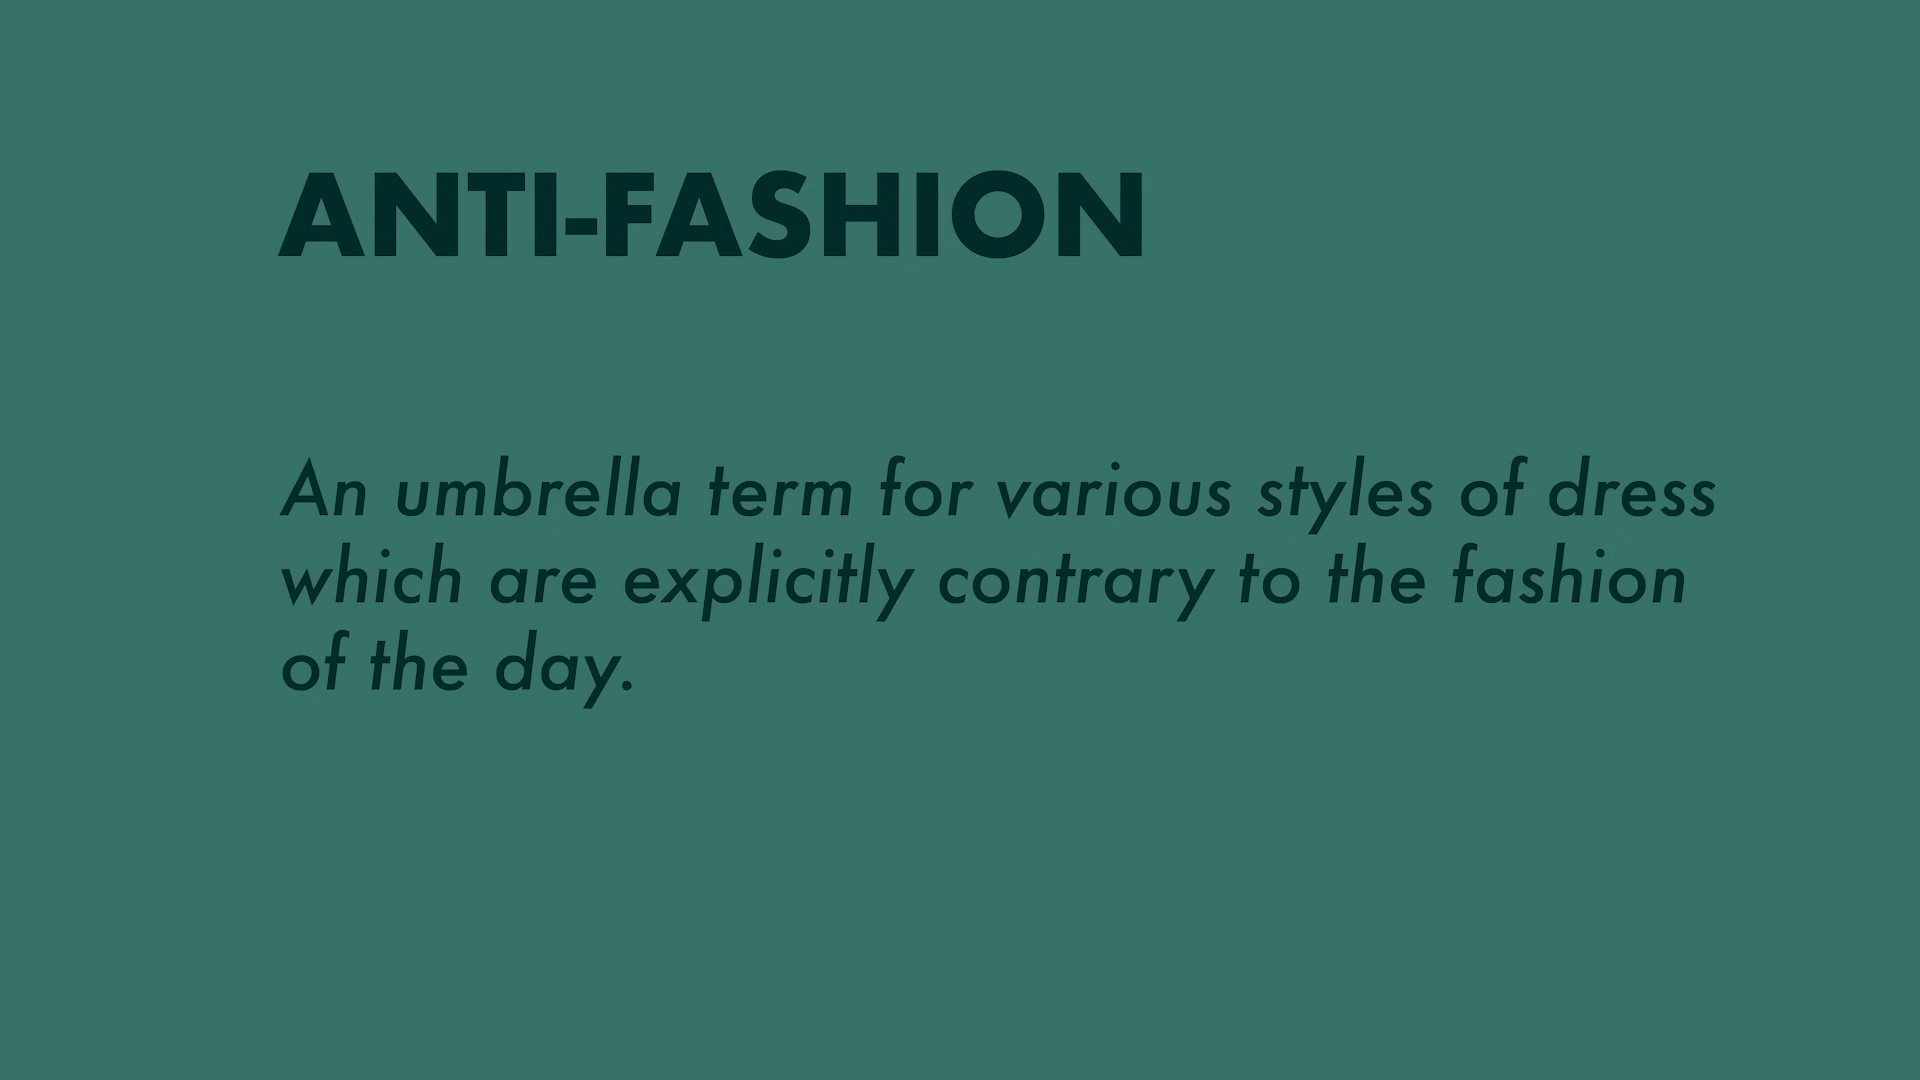 ANTI-FASHION
An umbrella term for various styles of dress
which are explicitly contrary to the fashion
of the day.